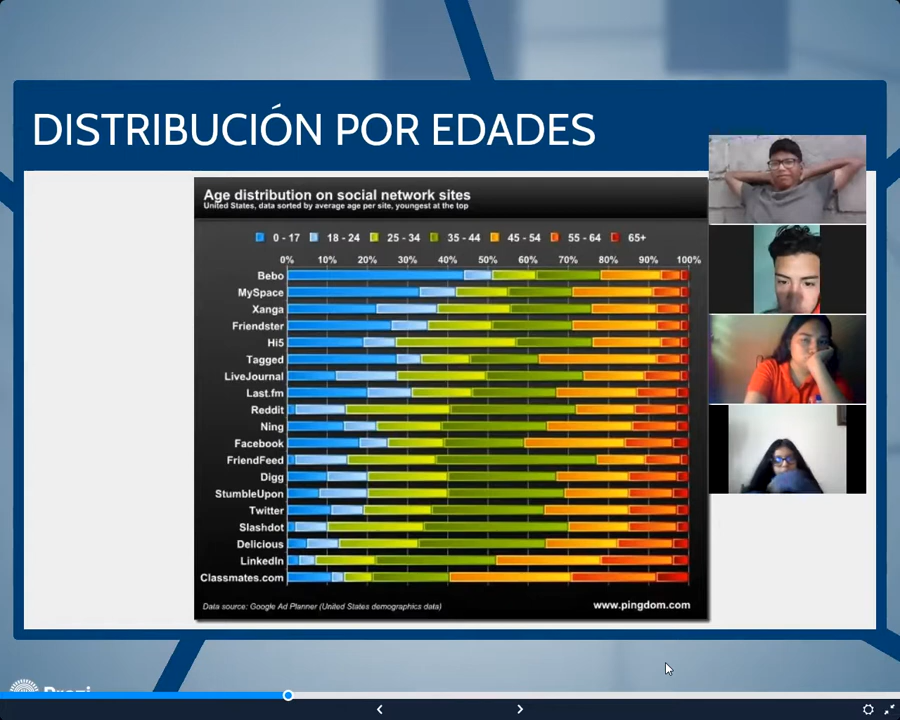 DISTRIBUCIÓN POR EDADES
Age distribution on social network sites
United States, data sorted by average age per site, youngest at the top
0 - 17 18 - 24 25 - 34 35 - 44 45 - 54 55 - 64 65+
0% 10% 20% 30% 40% 50% 60% 70% 80% 90% 100%
Bebo
MySpace
Xanga
Friendster
Hi5
Tagged
LiveJournal
Last.fm
Reddit
Ning
Facebook
FriendFeed
Digg
StumbleUpon
Twitter
Slashdot
Delicious
LinkedIn
Classmates.com
Data source: Google Ad Planner (United States demographics data)
www.pingdom.com
Prezi